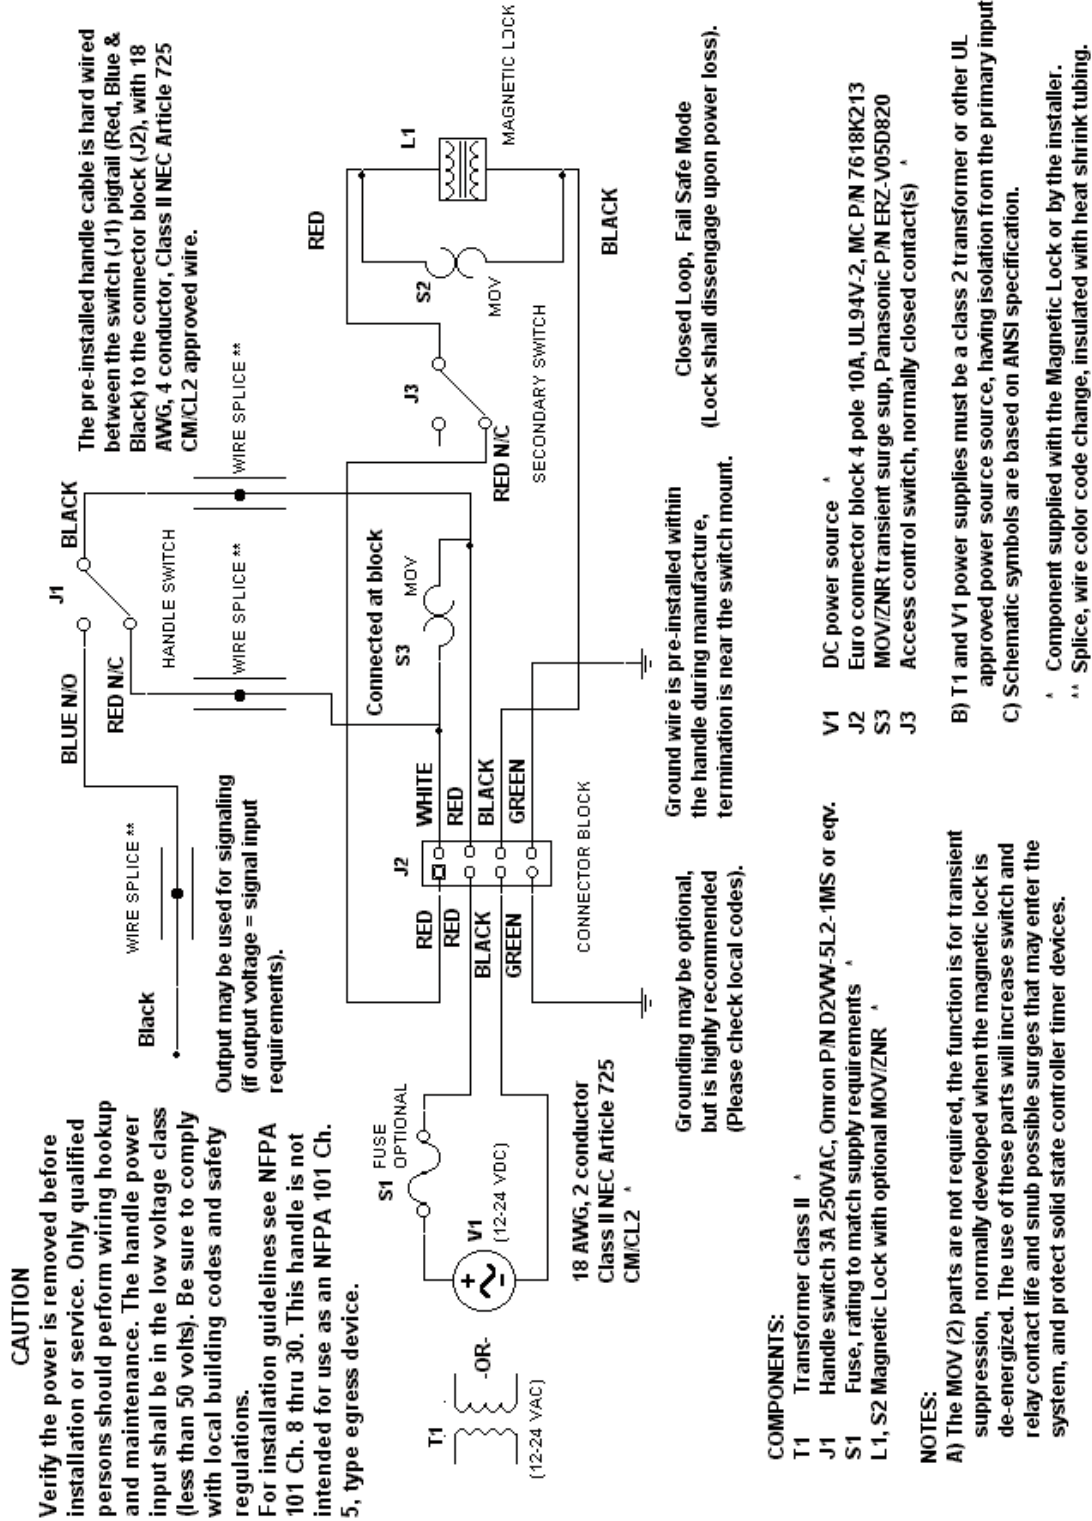 CAUTION
Verify the power is removed before
installation or service. Only qualified
persons should perform wiring hookup
and maintenance. The handle power
input shall be in the low voltage class
(less than 50 volts). Be sure to comply
with local building codes and safety
regulations.
For installation guidelines see NFPA
101 Ch. 8 thru 30. This handle is not
intended for use as an NFPA 101 Ch.
5, type egress device.
The pre-installed handle cable is hard wired
between the switch (J1) pigtail (Red, Blue &
Black) to the connector block (J2), with 18
AWG, 4 conductor, Class II NEC Article 725
CM/CL2 approved wire.
J1
BLUE N/O
BLACK
RED N/C
HANDLE SWITCH
WIRE SPLICE **
Black
WIRE SPLICE **
WIRE SPLICE **
Output may be used for signaling
(if output voltage = signal input
requirements).
Connected at block
S3
MOV
RED
L1
MAGNETIC LOCK
S2
MOV
J3
RED N/C
SECONDARY SWITCH
BLACK
S1
FUSE
OPTIONAL
J2
RED
WHITE
RED
RED
BLACK
BLACK
GREEN
GREEN
CONNECTOR BLOCK
T1
-OR-
V1
+
-
(12-24 VAC)
(12-24 VDC)
18 AWG, 2 conductor
Class II NEC Article 725
CM/CL2 *
Grounding may be optional,
but is highly recommended
(Please check local codes).
Ground wire is pre-installed within
the handle during manufacture,
termination is near the switch mount.
Closed Loop, Fail Safe Mode
(Lock shall dissengage upon power loss).
COMPONENTS:
T1 Transformer class II *
J1 Handle switch 3A 250VAC, Omron P/N D2VW-5L2-1MS or eqv.
S1 Fuse, rating to match supply requirements *
L1, S2 Magnetic Lock with optional MOV/ZNR *
V1 DC power source *
J2 Euro connector block 4 pole 10A, UL94V-2, MC P/N 7618K213
S3 MOV/ZNR transient surge sup, Panasonic P/N ERZ-V05D820
J3 Access control switch, normally closed contact(s) *
NOTES:
A) The MOV (2) parts are not required, the function is for transient
suppression, normally developed when the magnetic lock is
de-energized. The use of these parts will increase switch and
relay contact life and snub possible surges that may enter the
system, and protect solid state controller timer devices.
B) T1 and V1 power supplies must be a class 2 transformer or other UL
approved power source source, having isolation from the primary input
C) Schematic symbols are based on ANSI specification.
* Component supplied with the Magnetic Lock or by the installer.
** Splice, wire color code change, insulated with heat shrink tubing.